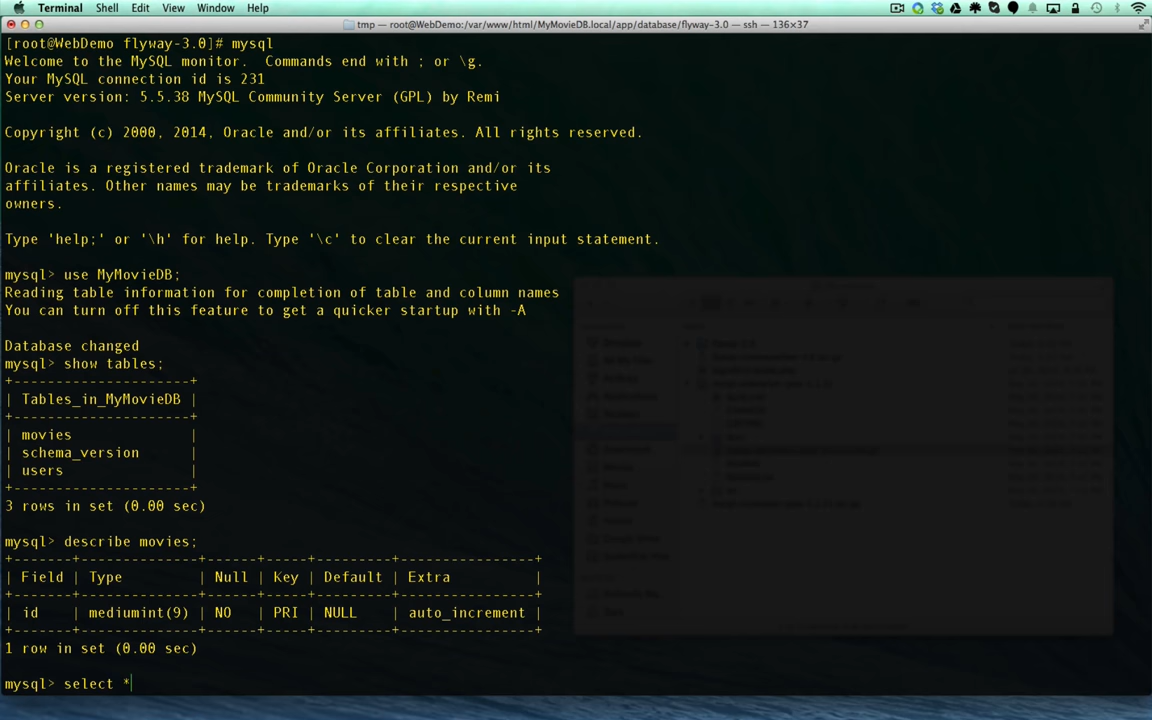 Terminal Shell Edit View Window Help
tmp — root@WebDemo:/var/www/html/MyMovieDB.local/app/database/flyway-3.0 — ssh — 136×37
[root@WebDemo flyway-3.0]# mysql
Welcome to the MySQL monitor.  Commands end with ; or \g.
Your MySQL connection id is 231
Server version: 5.5.38 MySQL Community Server (GPL) by Remi
Copyright (c) 2000, 2014, Oracle and/or its affiliates. All rights reserved.
Oracle is a registered trademark of Oracle Corporation and/or its
affiliates. Other names may be trademarks of their respective
owners.
Type 'help;' or '\h' for help. Type '\c' to clear the current input statement.
mysql> use MyMovieDB;
Reading table information for completion of table and column names
You can turn off this feature to get a quicker startup with -A
Database changed
mysql> show tables;
+---------------------+
| Tables_in_MyMovieDB |
+---------------------+
| movies              |
| schema_version      |
| users               |
+---------------------+
3 rows in set (0.00 sec)
mysql> describe movies;
+-------+--------------+------+-----+---------+----------------+
| Field | Type         | Null | Key | Default | Extra          |
+-------+--------------+------+-----+---------+----------------+
| id    | mediumint(9) | NO   | PRI | NULL    | auto_increment |
+-------+--------------+------+-----+---------+----------------+
1 row in set (0.00 sec)
mysql> select *